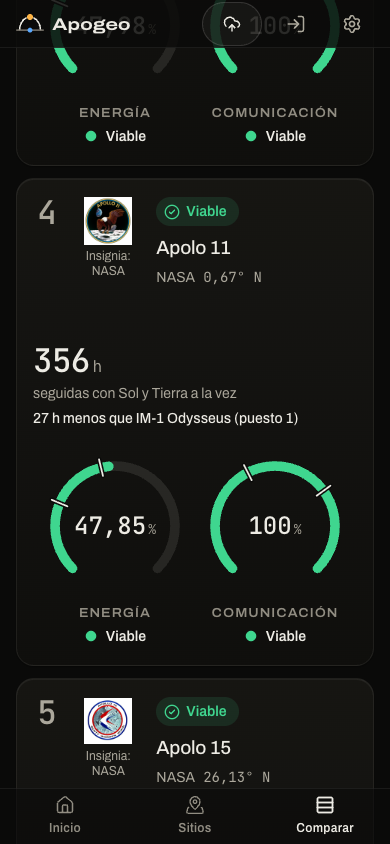 Apogeo
ENERGÍA
COMUNICACIÓN
Viable
Viable
4
Viable
Insignia:
NASA
Apolo 11
NASA 0,67° N
356 h
seguidas con Sol y Tierra a la vez
27 h menos que IM-1 Odysseus (puesto 1)
47,85%
100%
ENERGÍA
COMUNICACIÓN
Viable
Viable
5
Viable
Insignia:
NASA
Apolo 15
NASA 26,13° N
Inicio
Sitios
Comparar